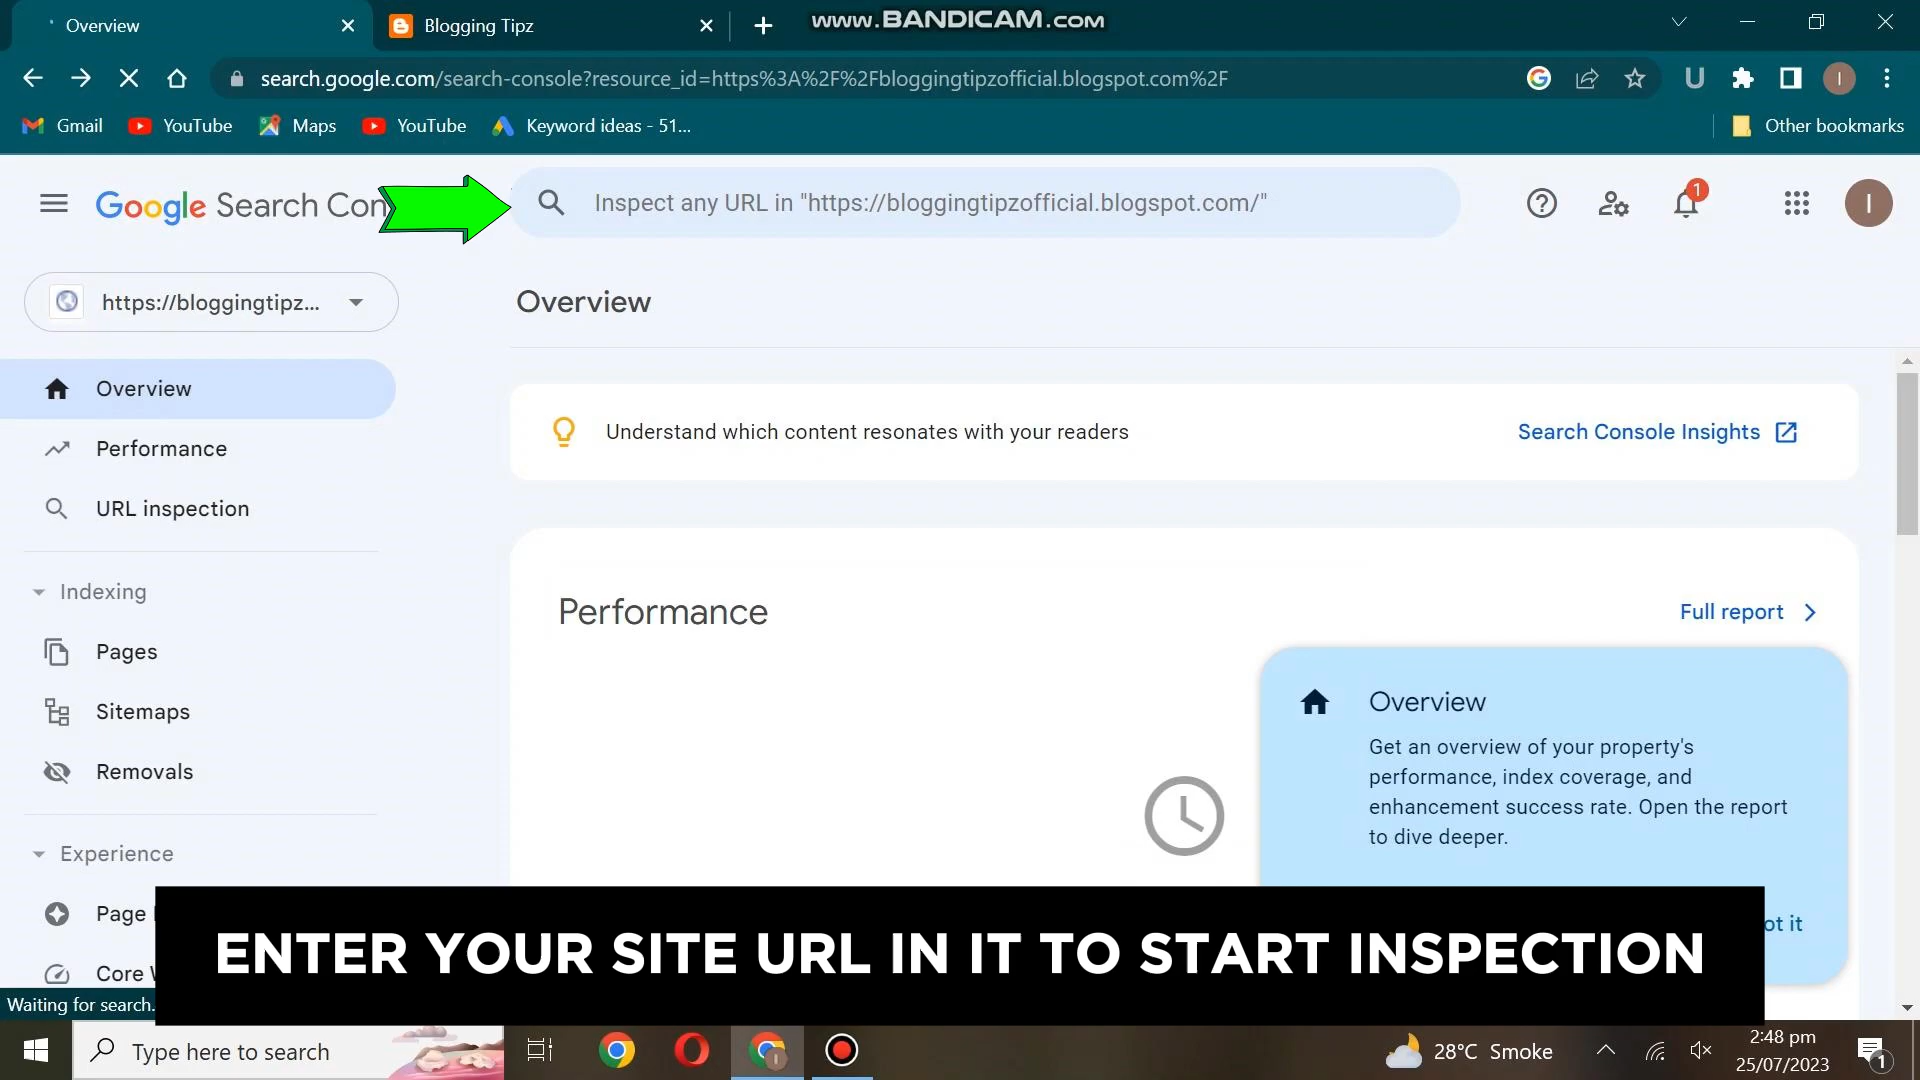 Overview
Blogging Tipz
www.BANDICAM.com
search.google.com/search-console?resource_id=https%3A%2F%2Fbloggingtipzofficial.blogspot.com%2F
Gmail
YouTube
Maps
YouTube
Keyword ideas - 51...
Other bookmarks
Google Search Con
Inspect any URL in "https://bloggingtipzofficial.blogspot.com/"
1
I
https://bloggingtipz...
Overview
Overview
Performance
URL inspection
Understand which content resonates with your readers
Search Console Insights
Indexing
Pages
Sitemaps
Removals
Performance
Full report
Overview
Get an overview of your property's
performance, index coverage, and
enhancement success rate. Open the report
to dive deeper.
ot it
Experience
Page
Core
ENTER YOUR SITE URL IN IT TO START INSPECTION
Waiting for search.
Type here to search
28°C Smoke
2:48 pm
25/07/2023
1